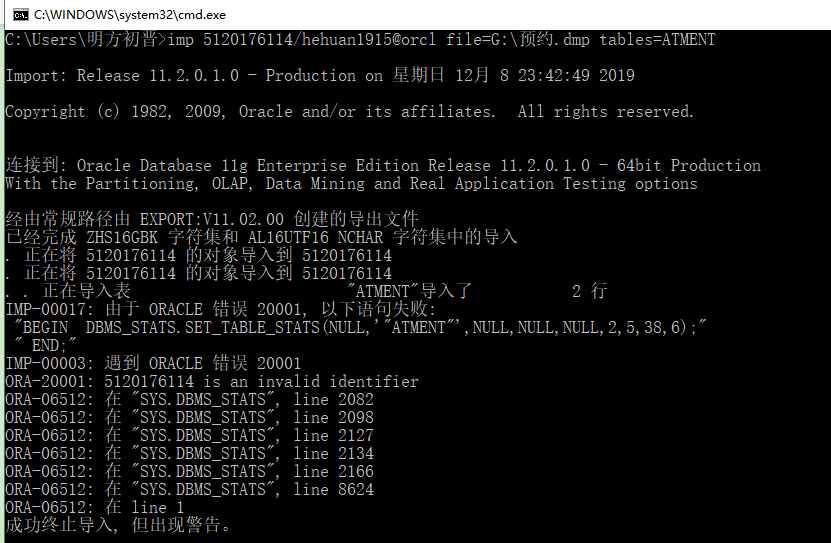 C:\WINDOWS\system32\cmd.exe
C:\Users\明方初晋>imp 5120176114/hehuan1915@orcl file=G:\预约.dmp tables=ATMENT
Import: Release 11.2.0.1.0 - Production on 星期日 12月 8 23:42:49 2019
Copyright (c) 1982, 2009, Oracle and/or its affiliates.  All rights reserved.
连接到: Oracle Database 11g Enterprise Edition Release 11.2.0.1.0 - 64bit Production
With the Partitioning, OLAP, Data Mining and Real Application Testing options
经由常规路径由 EXPORT:V11.02.00 创建的导出文件
已经完成 ZHS16GBK 字符集和 AL16UTF16 NCHAR 字符集中的导入
. 正在将 5120176114 的对象导入到 5120176114
. 正在将 5120176114 的对象导入到 5120176114
. . 正在导入表                        "ATMENT"导入了           2 行
IMP-00017: 由于 ORACLE 错误 20001, 以下语句失败:
 "BEGIN  DBMS_STATS.SET_TABLE_STATS(NULL,'"ATMENT"',NULL,NULL,NULL,2,5,38,6);"
 " END;"
IMP-00003: 遇到 ORACLE 错误 20001
ORA-20001: 5120176114 is an invalid identifier
ORA-06512: 在 "SYS.DBMS_STATS", line 2082
ORA-06512: 在 "SYS.DBMS_STATS", line 2098
ORA-06512: 在 "SYS.DBMS_STATS", line 2127
ORA-06512: 在 "SYS.DBMS_STATS", line 2134
ORA-06512: 在 "SYS.DBMS_STATS", line 2166
ORA-06512: 在 "SYS.DBMS_STATS", line 8624
ORA-06512: 在 line 1
成功终止导入, 但出现警告。